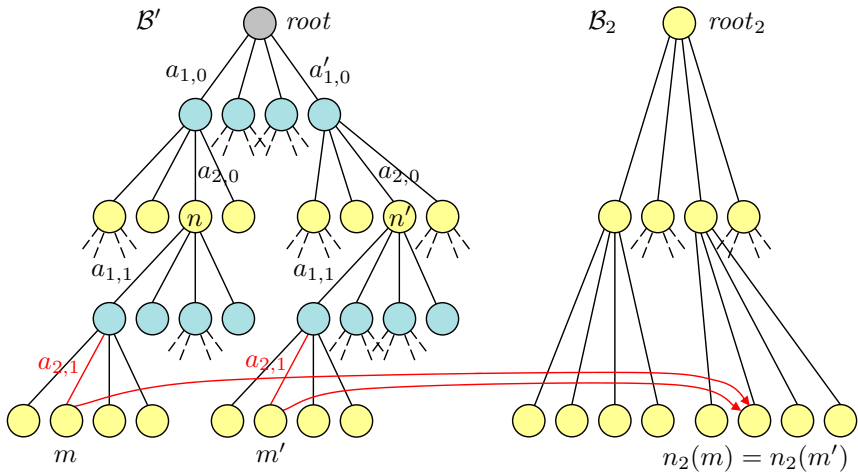 𝓑′ root 𝓑₂ root₂
a₁,₀ a′₁,₀
a₂,₀ a₂,₀
n n′
a₁,₁ a₁,₁
a₂,₁ a₂,₁
m m′ n₂(m) = n₂(m′)